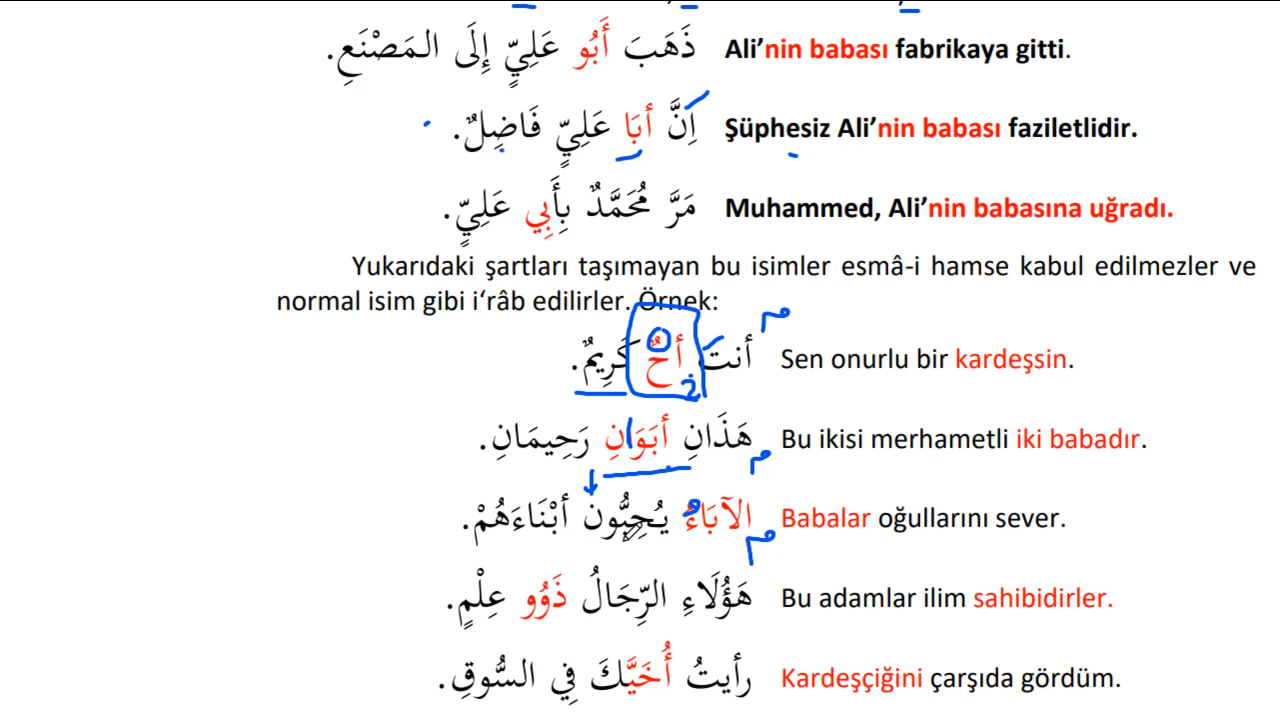 ذَهَبَ أَبُو عَلِيٍّ إِلَى المَصْنَعِ. Ali’nin babası fabrikaya gitti.
اِنَّ أبَا عَلِيٍّ فَاضِلٌ. Şüphesiz Ali’nin babası faziletlidir.
مَرَّ مُحَمَّدٌ بِأَبِي عَلِيٍّ. Muhammed, Ali’nin babasına uğradı.
Yukarıdaki şartları taşımayan bu isimler esmâ-i hamse kabul edilmezler ve
normal isim gibi i‘râb edilirler. Örnek:
أنتَ أخٌ كَرِيمٌ. Sen onurlu bir kardeşsin.
هَذَانِ أبَوَانِ رَحِيمَانِ. Bu ikisi merhametli iki babadır.
الآبَاءُ يُحِبُّونَ أبْنَاءَهُمْ. Babalar oğullarını sever.
هَؤُلَاءِ الرِّجَالُ ذَوُو عِلْمٍ. Bu adamlar ilim sahibidirler.
رأيتُ أُخَيَّكَ فِي السُّوقِ. Kardeşçiğini çarşıda gördüm.